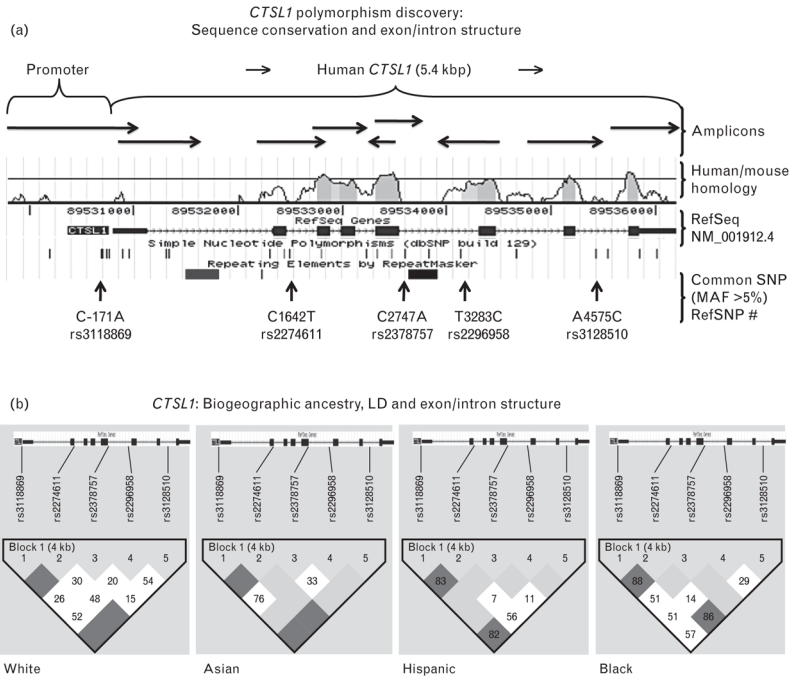 CTSL1 polymorphism discovery:
(a)
Sequence conservation and exon/intron structure
Promoter
Human CTSL1 (5.4 kbp)
Amplicons
Human/mouse
homology
89531000 89532000 89533000 89534000 89535000 89536000
RefSeq Genes
CTSL1
RefSeq
NM_001912.4
Simple Nucleotide Polymorphisms (dbSNP build 129)
Repeating Elements by RepeatMasker
Common SNP
(MAF >5%)
RefSNP #
C-171A C1642T C2747A T3283C A4575C
rs3118869 rs2274611 rs2378757 rs2296958 rs3128510
(b)
CTSL1: Biogeographic ancestry, LD and exon/intron structure
rs3118869 rs2274611 rs2378757 rs2296958 rs3128510
Block 1 (4 kb)
1 2 3 4 5
30 20 54
26 48 15
52
White
rs3118869 rs2274611 rs2378757 rs2296958 rs3128510
Block 1 (4 kb)
1 2 3 4 5
33
76
Asian
rs3118869 rs2274611 rs2378757 rs2296958 rs3128510
Block 1 (4 kb)
1 2 3 4 5
83
7 11
56
82
Hispanic
rs3118869 rs2274611 rs2378757 rs2296958 rs3128510
Block 1 (4 kb)
1 2 3 4 5
88 29
51 14 86
51
57
Black